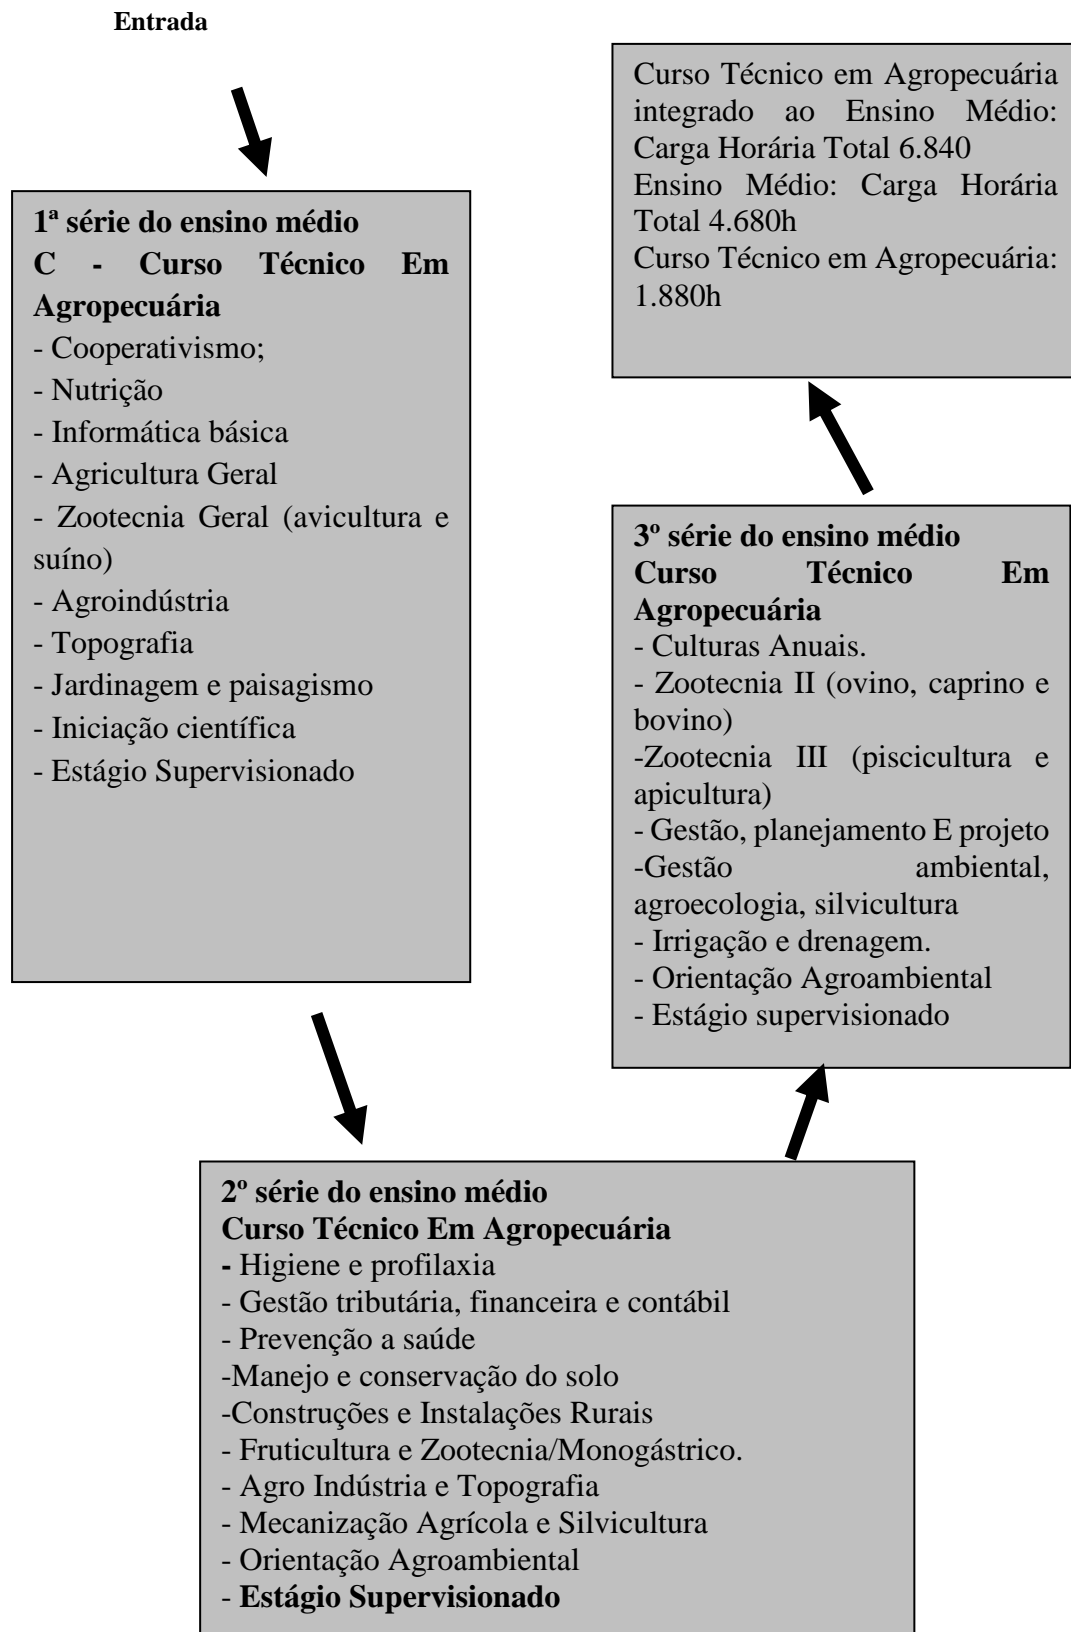 Entrada
1ª série do ensino médio
C - Curso Técnico Em
Agropecuária
- Cooperativismo;
- Nutrição
- Informática básica
- Agricultura Geral
- Zootecnia Geral (avicultura e
suíno)
- Agroindústria
- Topografia
- Jardinagem e paisagismo
- Iniciação científica
- Estágio Supervisionado
2º série do ensino médio
Curso Técnico Em Agropecuária
- Higiene e profilaxia
- Gestão tributária, financeira e contábil
- Prevenção a saúde
-Manejo e conservação do solo
-Construções e Instalações Rurais
- Fruticultura e Zootecnia/Monogástrico.
- Agro Indústria e Topografia
- Mecanização Agrícola e Silvicultura
- Orientação Agroambiental
- Estágio Supervisionado
3º série do ensino médio
Curso Técnico Em
Agropecuária
- Culturas Anuais.
- Zootecnia II (ovino, caprino e
bovino)
-Zootecnia III (piscicultura e
apicultura)
- Gestão, planejamento E projeto
-Gestão ambiental,
agroecologia, silvicultura
- Irrigação e drenagem.
- Orientação Agroambiental
- Estágio supervisionado
Curso Técnico em Agropecuária
integrado ao Ensino Médio:
Carga Horária Total 6.840
Ensino Médio: Carga Horária
Total 4.680h
Curso Técnico em Agropecuária:
1.880h